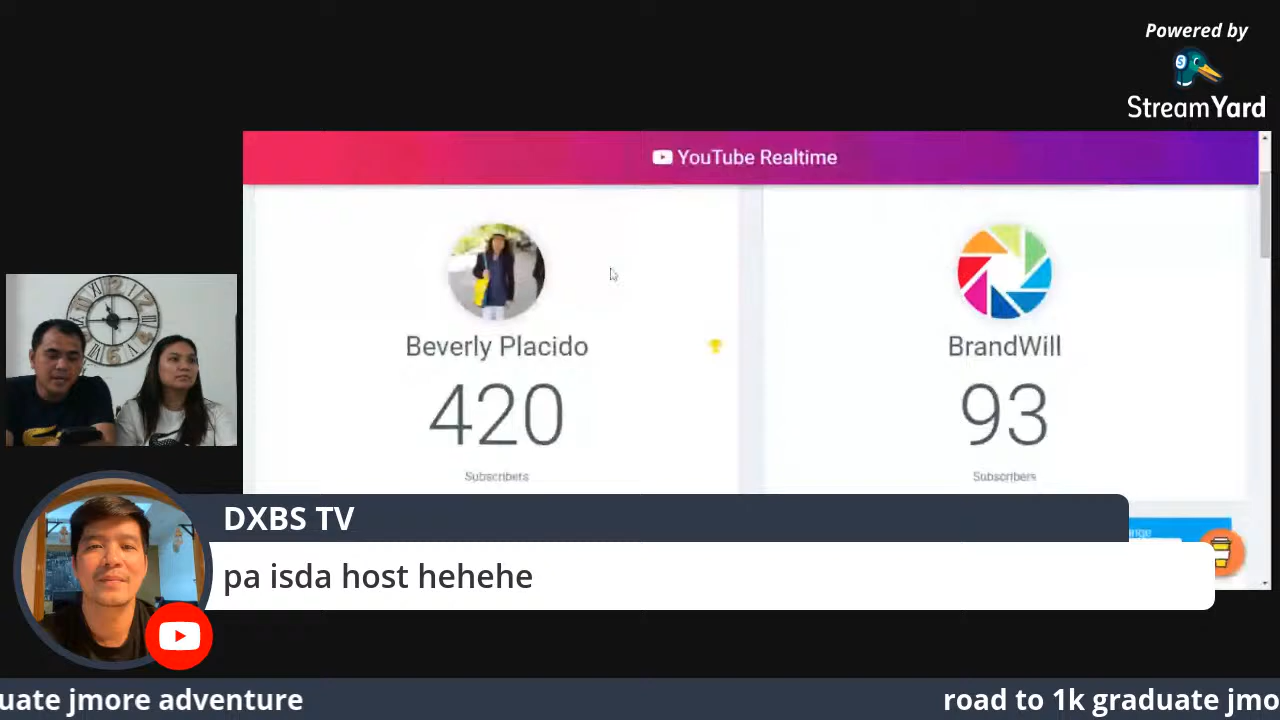 Powered by
StreamYard
YouTube Realtime
Beverly Placido
420
Subscribers
BrandWill
93
Subscribers
DXBS TV
pa isda host hehehe
uate jmore adventure
road to 1k graduate jmo